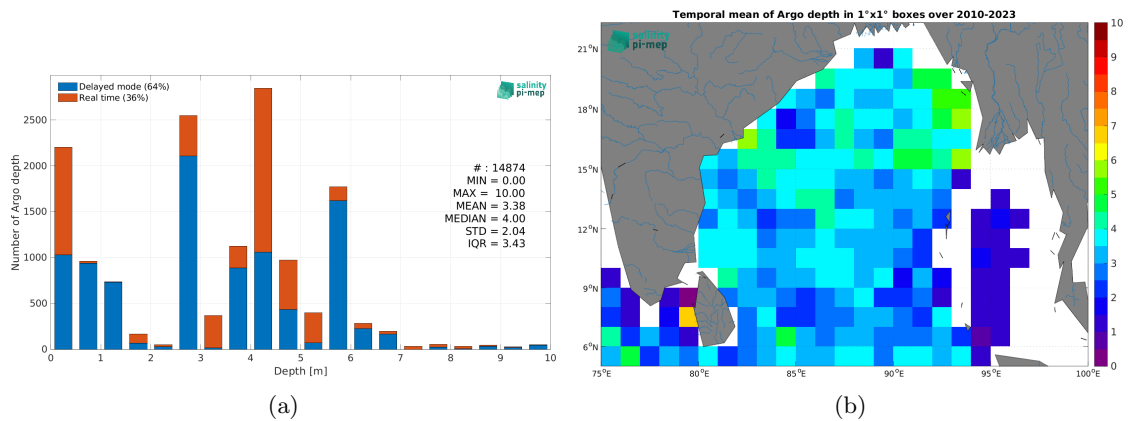 Delayed mode (64%)
Real time (36%)
salinity
pi-mep
Number of Argo depth
2500
2000
1500
1000
500
0
# : 14874
MIN = 0.00
MAX = 10.00
MEAN = 3.38
MEDIAN = 4.00
STD = 2.04
IQR = 3.43
0 1 2 3 4 5 6 7 8 9 10
Depth [m]
(a)
Temporal mean of Argo depth in 1°x1° boxes over 2010-2023
salinity
pi-mep
21°N
18°N
15°N
12°N
9°N
6°N
75°E 80°E 85°E 90°E 95°E 100°E
10
9
8
7
6
5
4
3
2
1
0
(b)